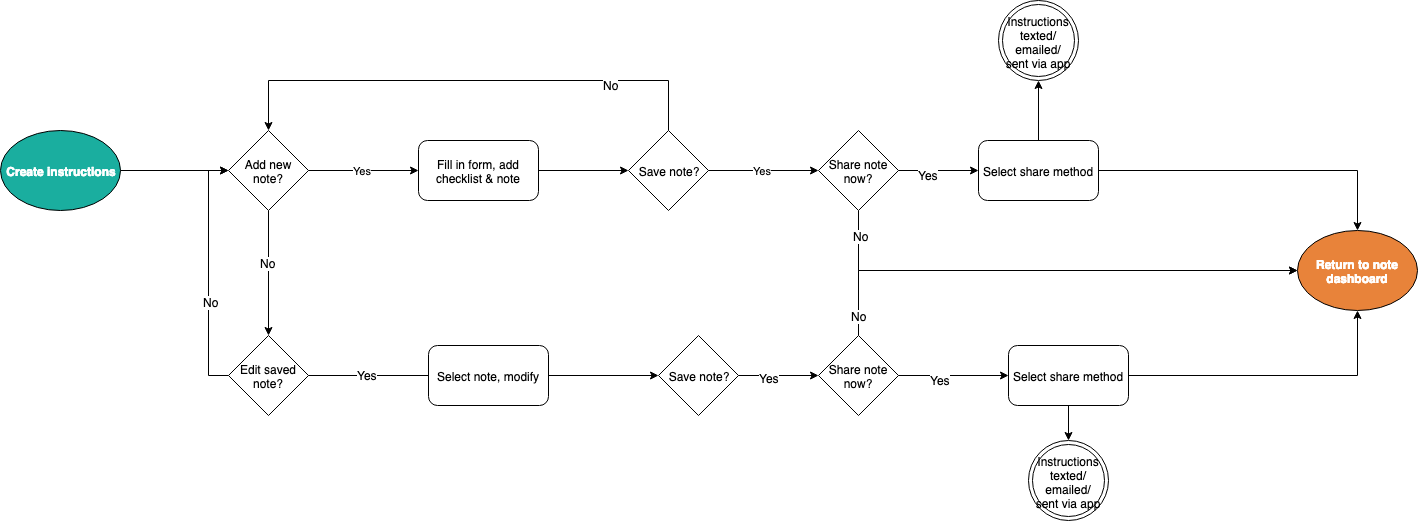 Instructions
texted/
emailed/
sent via app
No
Create Instructions
Add new
note?
Yes
Fill in form, add
checklist & note
Save note?
Yes
Share note
now?
Yes
Select share method
No
No
Return to note
dashboard
No
No
Edit saved
note?
Yes
Select note, modify
Save note?
Yes
Share note
now?
Yes
Select share method
Instructions
texted/
emailed/
sent via app